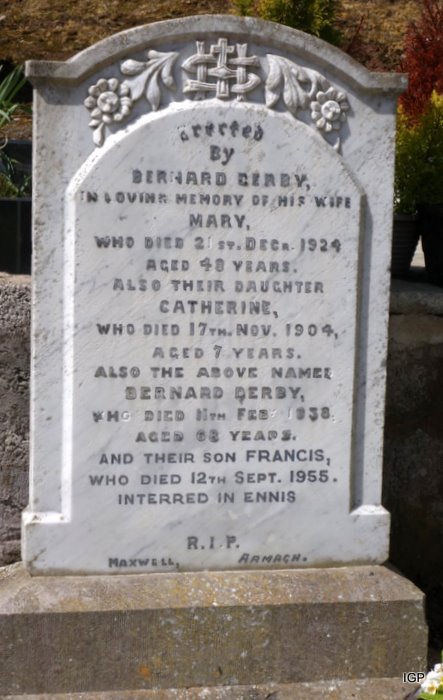 IHS
Erected
By
BERNARD DERBY,
IN LOVING MEMORY OF HIS WIFE
MARY,
WHO DIED 21ST. DECR. 1924
AGED 48 YEARS.
ALSO THEIR DAUGHTER
CATHERINE,
WHO DIED 17TH. NOV. 1904,
AGED 7 YEARS.
ALSO THE ABOVE NAMED
BERNARD DERBY,
WHO DIED 11TH FEBY 1938,
AGED 68 YEARS.
AND THEIR SON FRANCIS,
WHO DIED 12TH SEPT. 1955.
INTERRED IN ENNIS
R.I.P.
MAXWELL, ARMAGH.
IGP